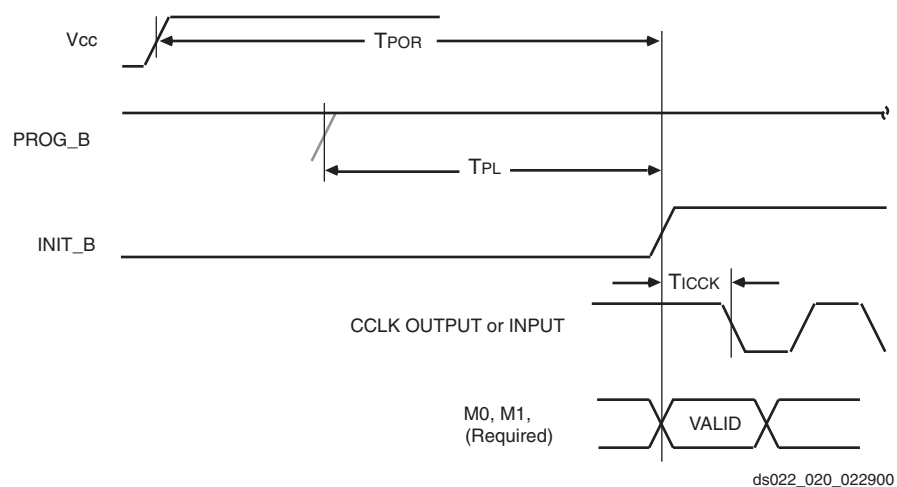 Vcc
TPOR
PROG_B
TPL
INIT_B
TICCK
CCLK OUTPUT or INPUT
M0, M1,
(Required)
VALID
ds022_020_022900